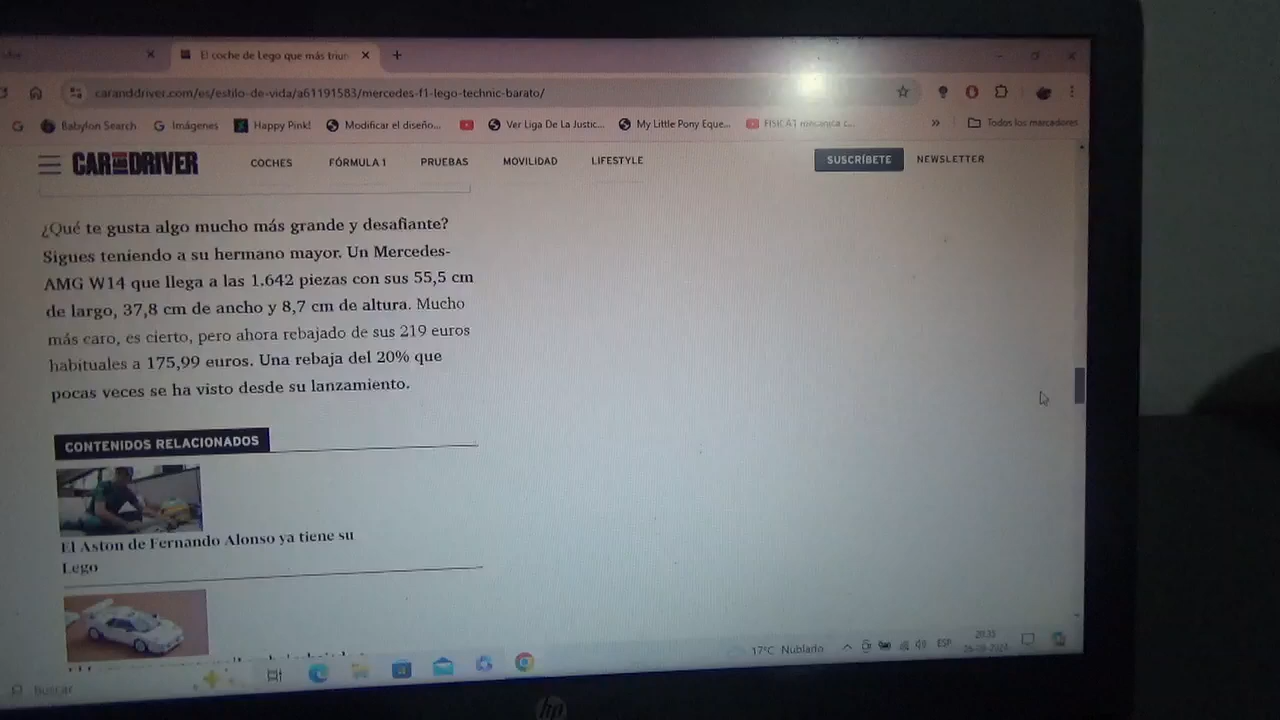 El coche de Lego que más triun
caranddriver.com/es/estilo-de-vida/a61191583/mercedes-f1-lego-technic-barato/
Babylon Search Imágenes Happy Pink! Modificar el diseño... Ver Liga De La Justic... My Little Pony Eque... FISICA1 mecanica c... » Todos los marcadores
CAR AND DRIVER COCHES FÓRMULA 1 PRUEBAS MOVILIDAD LIFESTYLE SUSCRÍBETE NEWSLETTER
¿Qué te gusta algo mucho más grande y desafiante?
Sigues teniendo a su hermano mayor. Un Mercedes-
AMG W14 que llega a las 1.642 piezas con sus 55,5 cm
de largo, 37,8 cm de ancho y 8,7 cm de altura. Mucho
más caro, es cierto, pero ahora rebajado de sus 219 euros
habituales a 175,99 euros. Una rebaja del 20% que
pocas veces se ha visto desde su lanzamiento.
CONTENIDOS RELACIONADOS
El Aston de Fernando Alonso ya tiene su
Lego
17°C Nublado ESP 20:35
Buscar
hp